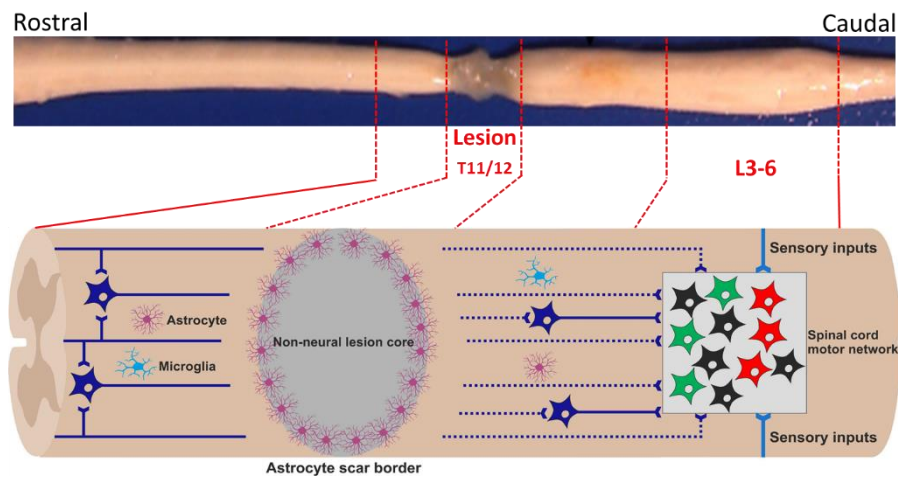 Rostral
Caudal
Lesion
T11/12
L3-6
Sensory inputs
Astrocyte
Microglia
Non-neural lesion core
Spinal cord
motor network
Sensory inputs
Astrocyte scar border